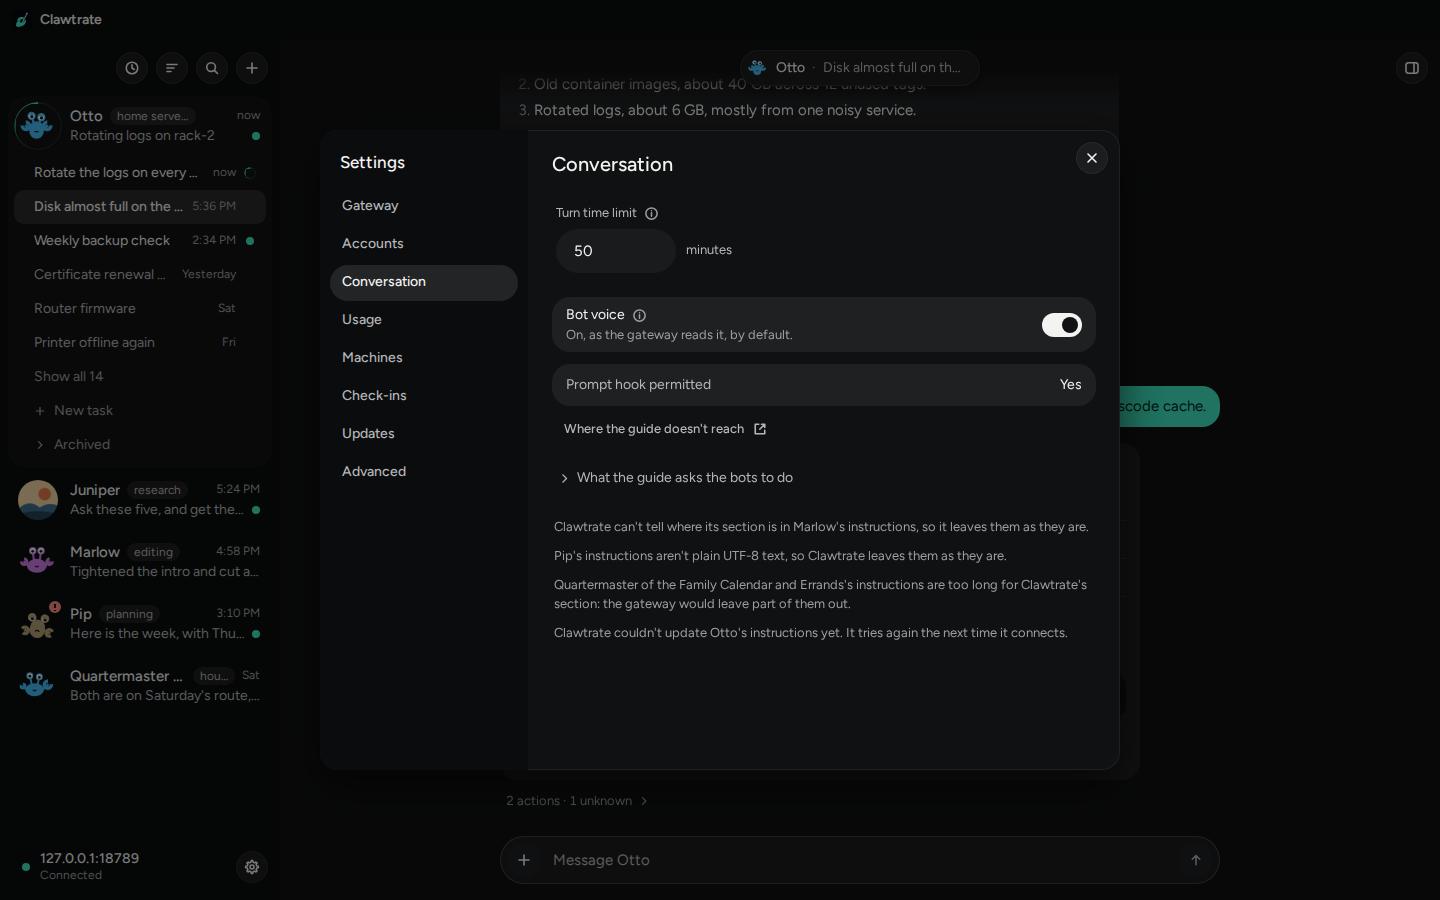 Clawtrate
Otto · Disk almost full on th...
2. Old container images, about 40 GB across 12 unused tags.
3. Rotated logs, about 6 GB, mostly from one noisy service.
Otto home serve... now
Rotating logs on rack-2
Rotate the logs on every ... now
Disk almost full on the ... 5:36 PM
Weekly backup check 2:34 PM
Certificate renewal ... Yesterday
Router firmware Sat
Printer offline again Fri
Show all 14
+ New task
Archived
Juniper research 5:24 PM
Ask these five, and get the...
Marlow editing 4:58 PM
Tightened the intro and cut a...
Pip planning 3:10 PM
Here is the week, with Thu...
Quartermaster ... hou... Sat
Both are on Saturday's route,...
127.0.0.1:18789
Connected
Settings
Gateway
Accounts
Conversation
Usage
Machines
Check-ins
Updates
Advanced
Conversation
Turn time limit
50 minutes
Bot voice
On, as the gateway reads it, by default.
Prompt hook permitted Yes
Where the guide doesn't reach
What the guide asks the bots to do
Clawtrate can't tell where its section is in Marlow's instructions, so it leaves them as they are.
Pip's instructions aren't plain UTF-8 text, so Clawtrate leaves them as they are.
Quartermaster of the Family Calendar and Errands's instructions are too long for Clawtrate's
section: the gateway would leave part of them out.
Clawtrate couldn't update Otto's instructions yet. It tries again the next time it connects.
scode cache.
2 actions · 1 unknown
Message Otto